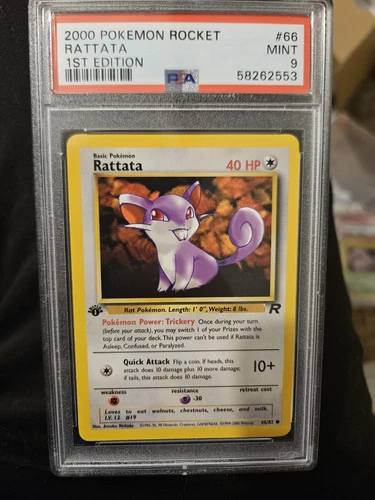 2000 POKEMON ROCKET #66
RATTATA MINT
1ST EDITION 9
PSA 58262553
Basic Pokémon
Rattata 40 HP
Rat Pokémon. Length: 1' 0", Weight: 8 lbs.
R
Pokémon Power: Trickery Once during your turn
(before your attack), you may switch 1 of your Prizes with the
top card of your deck. This power can't be used if Rattata is
Asleep, Confused, or Paralyzed.
Quick Attack Flip a coin. If heads, this
attack does 10 damage plus 10 more damage;
if tails, this attack does 10 damage.
10+
weakness resistance retreat cost
-30
Loves to eat walnuts, chestnuts, cheese, and milk.
LV. 12 #19
66/82